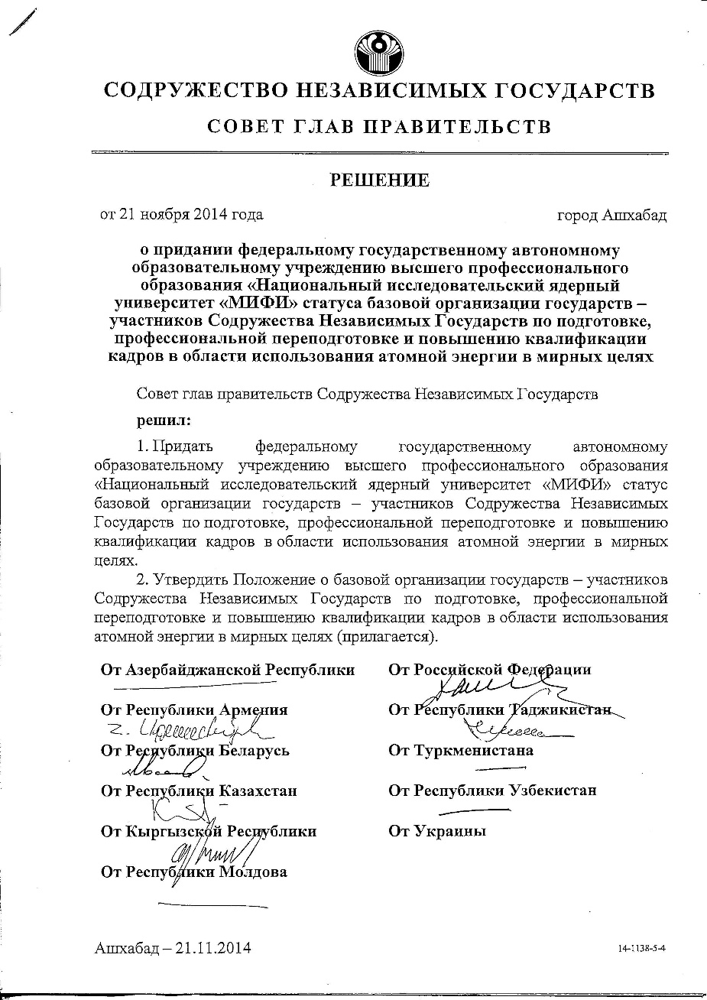 СОДРУЖЕСТВО НЕЗАВИСИМЫХ ГОСУДАРСТВ
СОВЕТ ГЛАВ ПРАВИТЕЛЬСТВ
РЕШЕНИЕ
от 21 ноября 2014 года город Ашхабад
о придании федеральному государственному автономному
образовательному учреждению высшего профессионального
образования «Национальный исследовательский ядерный
университет «МИФИ» статуса базовой организации государств –
участников Содружества Независимых Государств по подготовке,
профессиональной переподготовке и повышению квалификации
кадров в области использования атомной энергии в мирных целях
Совет глав правительств Содружества Независимых Государств
решил:
1. Придать федеральному государственному автономному
образовательному учреждению высшего профессионального образования
«Национальный исследовательский ядерный университет «МИФИ» статус
базовой организации государств – участников Содружества Независимых
Государств по подготовке, профессиональной переподготовке и повышению
квалификации кадров в области использования атомной энергии в мирных
целях.
2. Утвердить Положение о базовой организации государств – участников
Содружества Независимых Государств по подготовке, профессиональной
переподготовке и повышению квалификации кадров в области использования
атомной энергии в мирных целях (прилагается).
От Азербайджанской Республики От Российской Федерации
От Республики Армения От Республики Таджикистан
От Республики Беларусь От Туркменистана
От Республики Казахстан От Республики Узбекистан
От Кыргызской Республики От Украины
От Республики Молдова
Ашхабад – 21.11.2014 14-1138-5-4